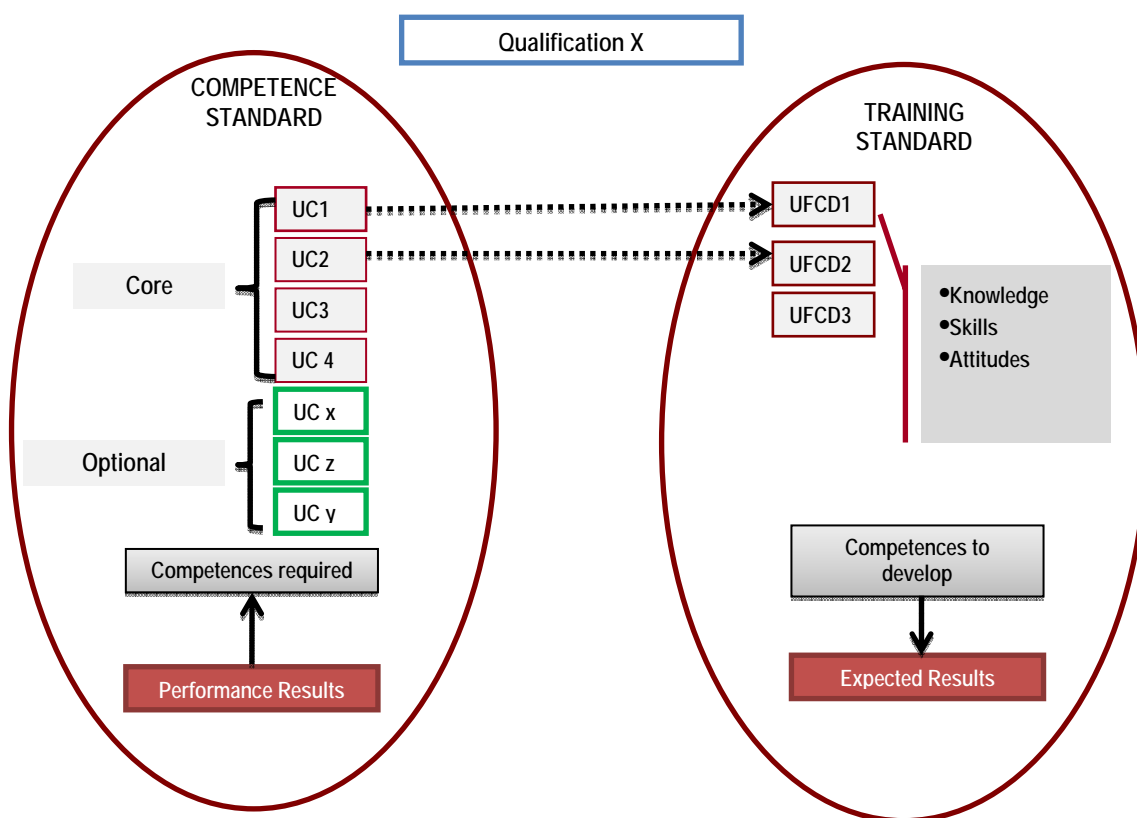 Qualification X
COMPETENCE
STANDARD
UC1
UC2
UC3
UC 4
Core
UC x
UC z
UC y
Optional
Competences required
Performance Results
TRAINING
STANDARD
UFCD1
UFCD2
UFCD3
•Knowledge
•Skills
•Attitudes
Competences to
develop
Expected Results